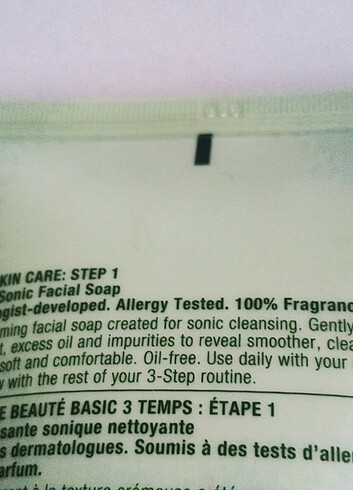 KIN CARE: STEP 1
Sonic Facial Soap
gist-developed. Allergy Tested. 100% Fragranc
ming facial soap created for sonic cleansing. Gently
t, excess oil and impurities to reveal smoother, clea
soft and comfortable. Oil-free. Use daily with your
w with the rest of your 3-Step routine.
E BEAUTÉ BASIC 3 TEMPS : ÉTAPE 1
sante sonique nettoyante
s dermatologues. Soumis à des tests d'aller
arfum.